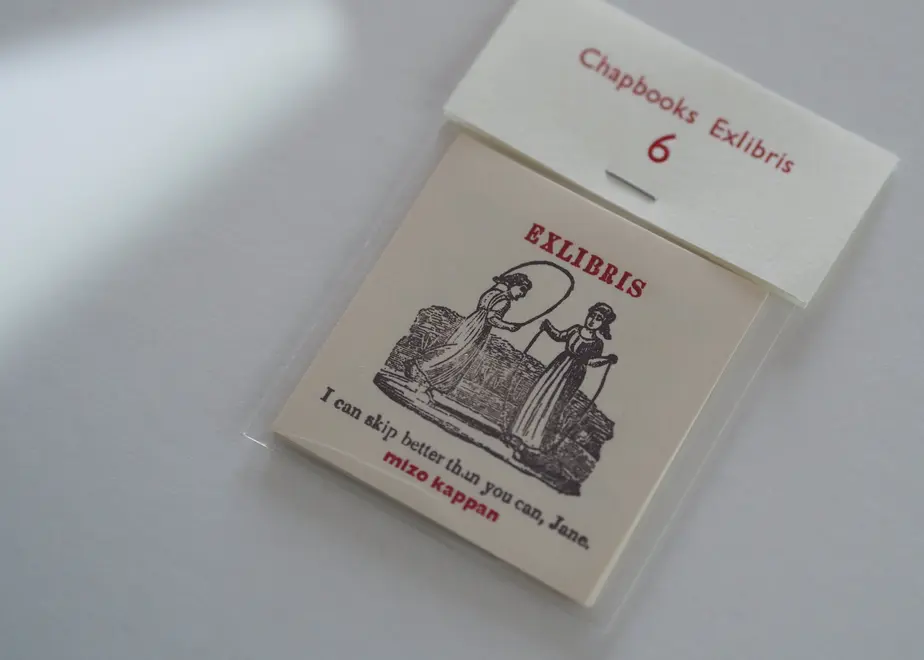 Chapbooks Exlibris
6
EXLIBRIS
I can skip better than you can, Jane.
mizo kappan